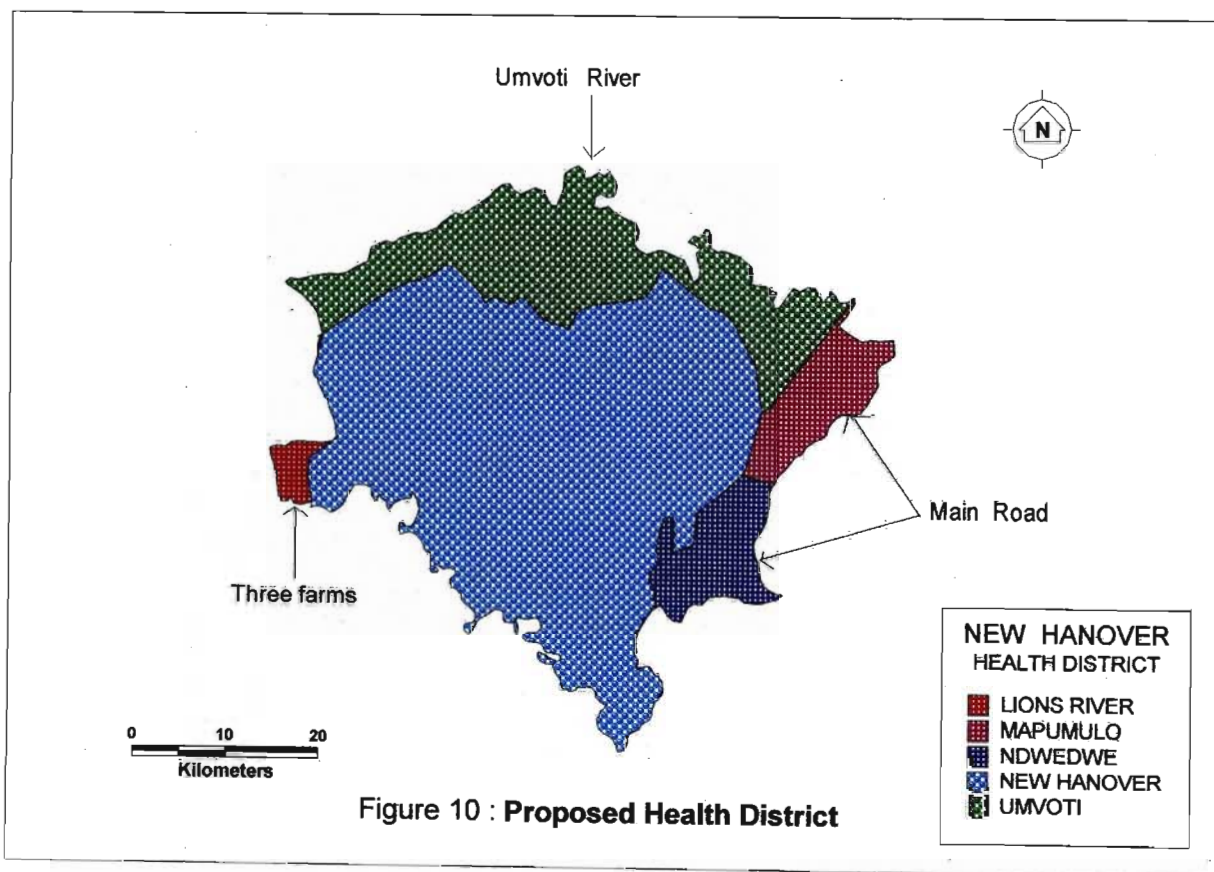 Umvoti River
N
Main Road
Three farms
NEW HANOVER
HEALTH DISTRICT
LIONS RIVER
MAPUMULO
NDWEDWE
NEW HANOVER
UMVOTI
0 10 20
Kilometers
Figure 10 : Proposed Health District